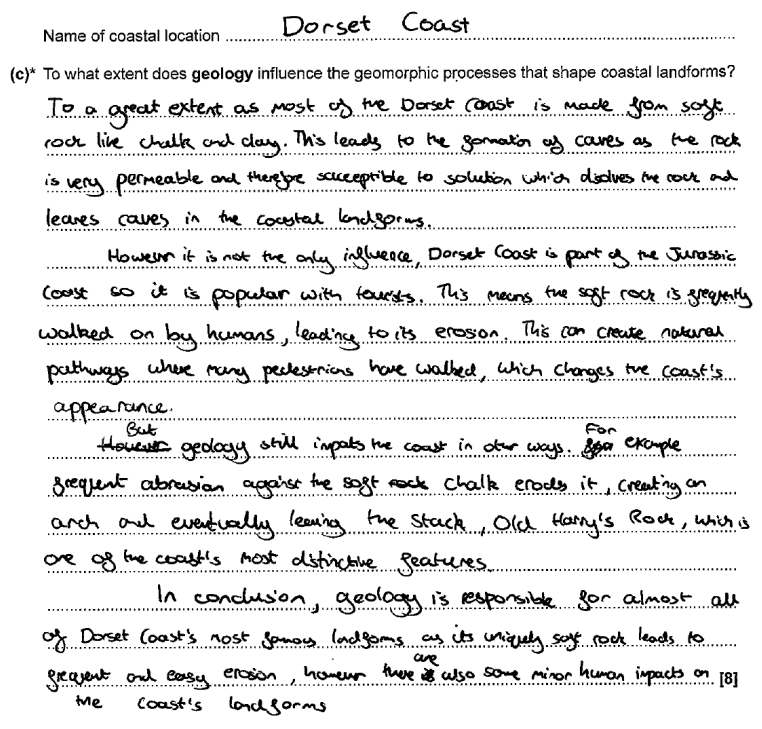 Name of coastal location Dorset Coast
(c)* To what extent does geology influence the geomorphic processes that shape coastal landforms?
To a great extent as most of the Dorset Coast is made from soft
rock like chalk and clay. This leads to the formation of caves as the rock
is very permeable and therefore succeptible to solution which disolves the rock and
leaves caves in the coastal landforms.
However it is not the only influence, Dorset Coast is part of the Jurassic
Coast so it is popular with tourists. This means the soft rock is frequently
walked on by humans, leading to its erosion. This can create natural
pathways where many pedestrians have walked, which changes the coast's
appearance.
But For
However geology still impats the coast in other ways. example
frequent abrasion against the soft rock chalk erodes it, creating an
arch and eventually leaving the stack, Old Harry's Rock, which is
one of the coast's most distinctive features.
In conclusion, geology is responsible for almost all
of Dorset Coast's most famous landforms as its uniquely soft rock leads to
are
frequent and easy erosion, however there is also some minor human impacts on [8]
the coast's landforms